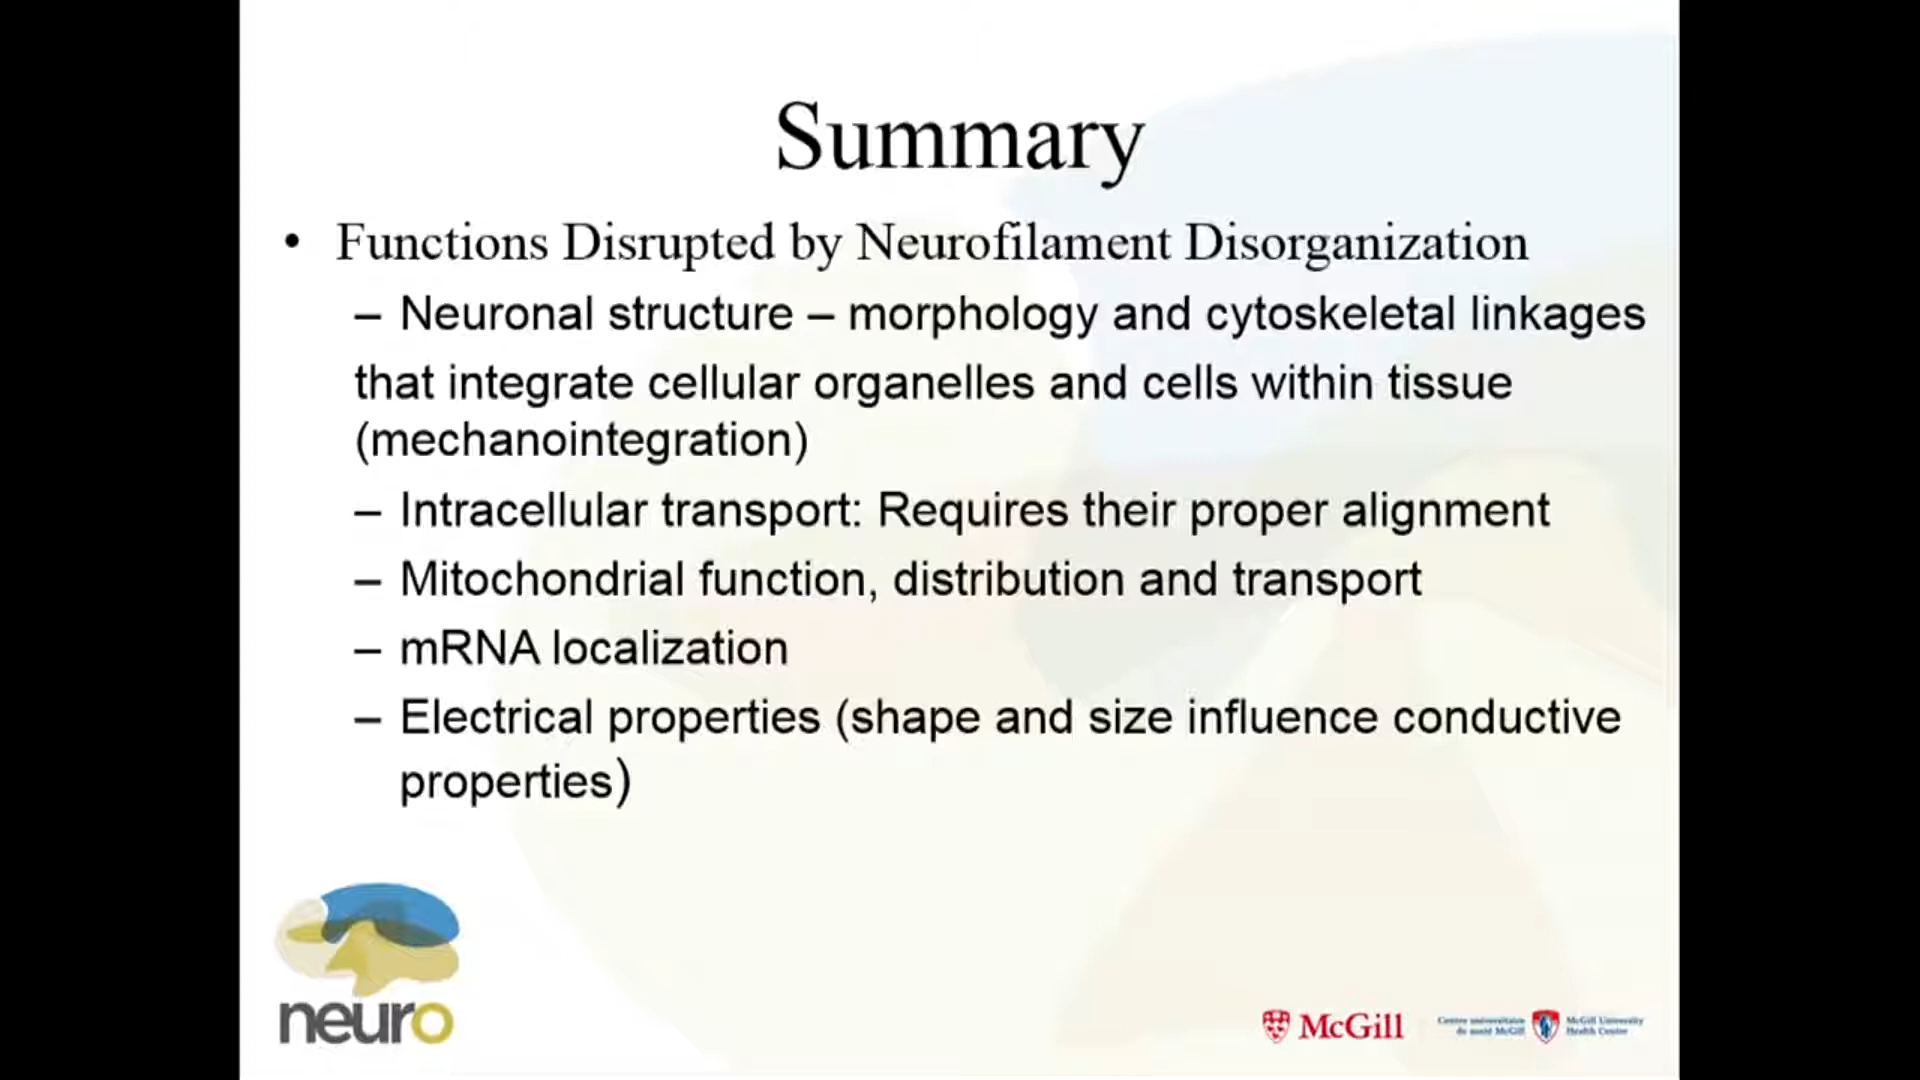 Summary
• Functions Disrupted by Neurofilament Disorganization
– Neuronal structure – morphology and cytoskeletal linkages
that integrate cellular organelles and cells within tissue
(mechanointegration)
– Intracellular transport: Requires their proper alignment
– Mitochondrial function, distribution and transport
– mRNA localization
– Electrical properties (shape and size influence conductive
properties)
neuro
McGill
Centre universitaire
de santé McGill
McGill University
Health Centre